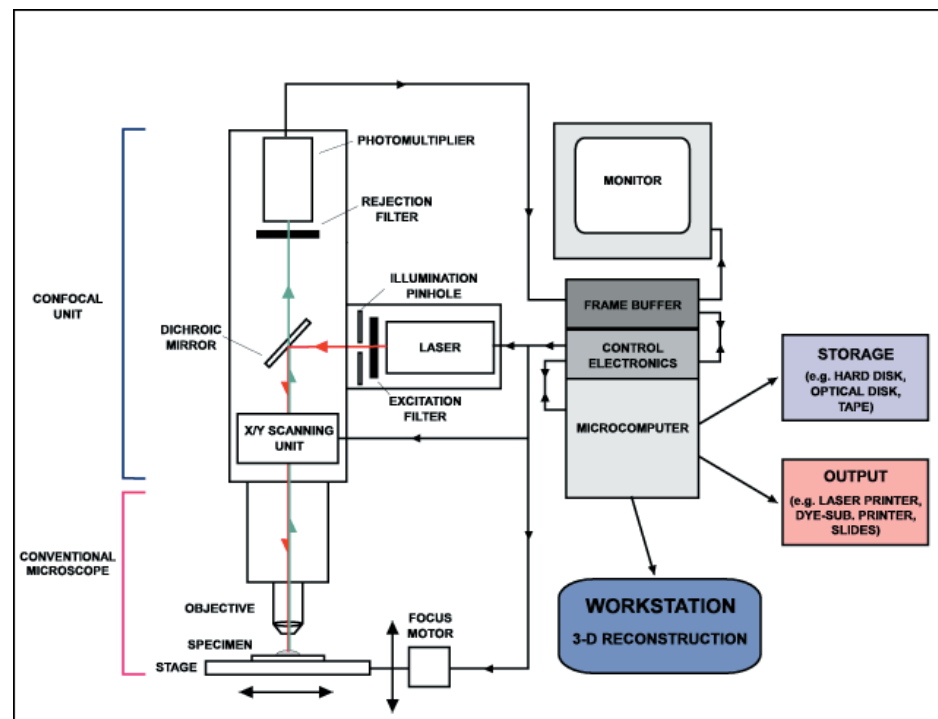 PHOTOMULTIPLIER
MONITOR
REJECTION
FILTER
ILLUMINATION
PINHOLE
CONFOCAL
UNIT
FRAME BUFFER
DICHROIC
MIRROR
LASER
CONTROL
ELECTRONICS
STORAGE
(e.g. HARD DISK,
OPTICAL DISK,
TAPE)
EXCITATION
FILTER
X/Y SCANNING
UNIT
MICROCOMPUTER
OUTPUT
(e.g. LASER PRINTER,
DYE-SUB. PRINTER,
SLIDES)
CONVENTIONAL
MICROSCOPE
OBJECTIVE
FOCUS
MOTOR
WORKSTATION
3-D RECONSTRUCTION
SPECIMEN
STAGE